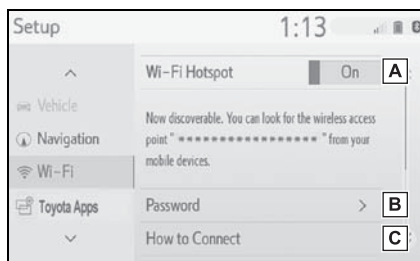 Setup
1:13
Wi-Fi Hotspot
On
A
Vehicle
Navigation
Wi-Fi
Toyota Apps
Now discoverable. You can look for the wireless access
point " ***************** " from your
mobile devices.
Password
>
B
How to Connect
C